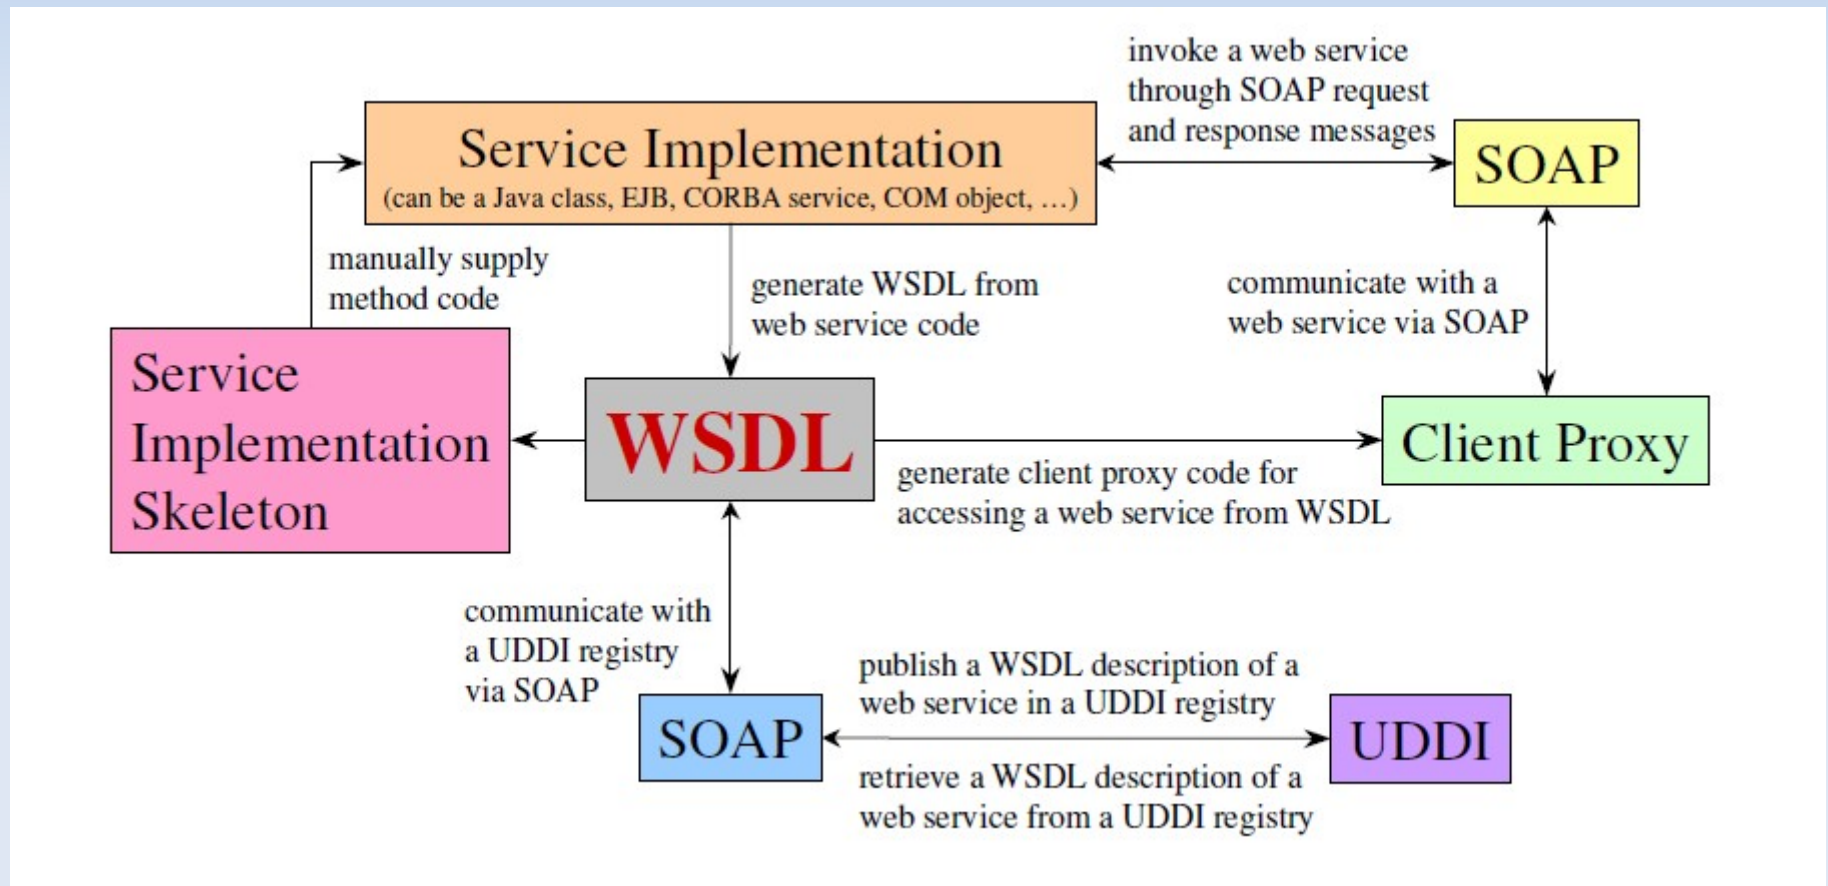 invoke a web service
through SOAP request
and response messages
Service Implementation
(can be a Java class, EJB, CORBA service, COM object, …)
SOAP
manually supply
method code
generate WSDL from
web service code
communicate with a
web service via SOAP
Service
Implementation
Skeleton
WSDL
Client Proxy
generate client proxy code for
accessing a web service from WSDL
communicate with
a UDDI registry
via SOAP
publish a WSDL description of a
web service in a UDDI registry
SOAP
UDDI
retrieve a WSDL description of a
web service from a UDDI registry